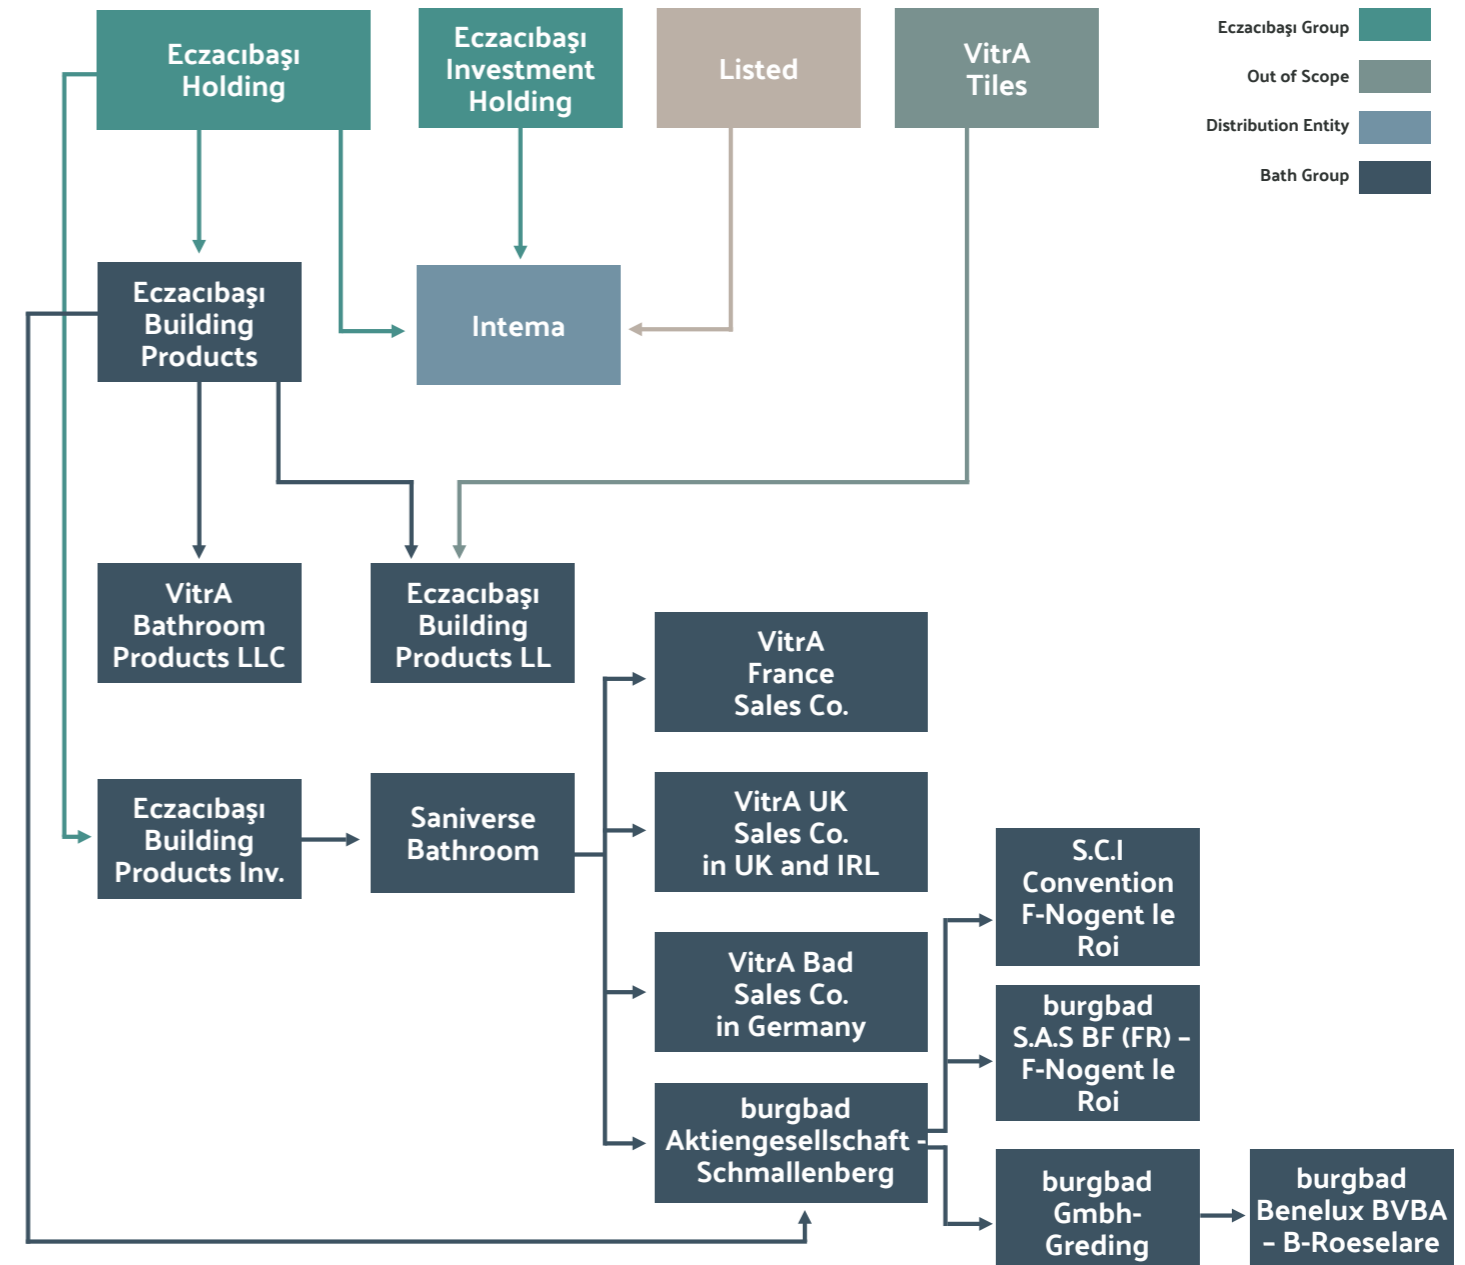 Eczacıbaşı
Holding
Eczacıbaşı
Investment
Holding
Listed
VitrA
Tiles
Eczacıbaşı Group
Out of Scope
Distribution Entity
Bath Group
Eczacıbaşı
Building
Products
Intema
VitrA
Bathroom
Products LLC
Eczacıbaşı
Building
Products LL
VitrA
France
Sales Co.
Eczacıbaşı
Building
Products Inv.
Saniverse
Bathroom
VitrA UK
Sales Co.
in UK and IRL
S.C.I
Convention
F-Nogent le
Roi
VitrA Bad
Sales Co.
in Germany
burgbad
S.A.S BF (FR) –
F-Nogent le
Roi
burgbad
Aktiengesellschaft -
Schmallenberg
burgbad
Gmbh-
Greding
burgbad
Benelux BVBA
– B-Roeselare